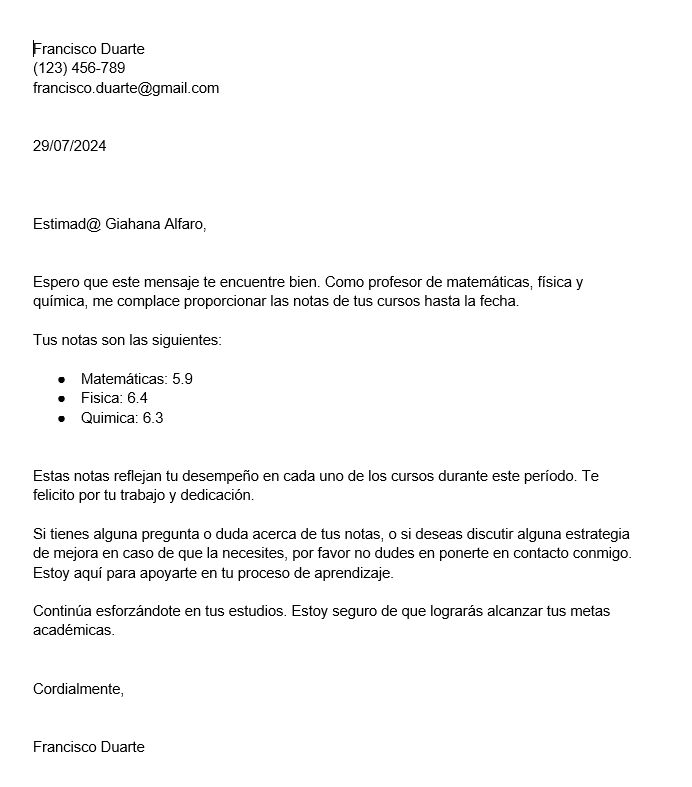 Francisco Duarte
(123) 456-789
francisco.duarte@gmail.com
29/07/2024
Estimad@ Giahana Alfaro,
Espero que este mensaje te encuentre bien. Como profesor de matemáticas, física y
química, me complace proporcionar las notas de tus cursos hasta la fecha.
Tus notas son las siguientes:
● Matemáticas: 5.9
● Fisica: 6.4
● Quimica: 6.3
Estas notas reflejan tu desempeño en cada uno de los cursos durante este período. Te
felicito por tu trabajo y dedicación.
Si tienes alguna pregunta o duda acerca de tus notas, o si deseas discutir alguna estrategia
de mejora en caso de que la necesites, por favor no dudes en ponerte en contacto conmigo.
Estoy aquí para apoyarte en tu proceso de aprendizaje.
Continúa esforzándote en tus estudios. Estoy seguro de que lograrás alcanzar tus metas
académicas.
Cordialmente,
Francisco Duarte